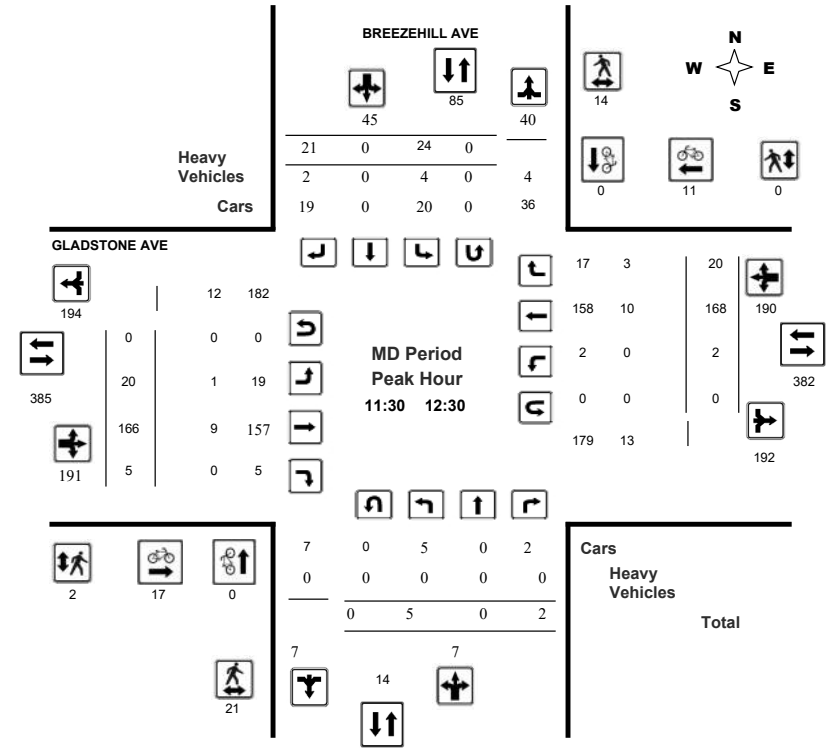 BREEZEHILL AVE
N
W E
S
85
14
45 40
21 0 24 0
Heavy
Vehicles 2 0 4 0 4
Cars 19 0 20 0 36
0 11 0
GLADSTONE AVE
194
12 182
17 3 20
158 10 168 190
0 0 0
2 0 2
385
20 1 19
382
MD Period
Peak Hour
11:30 12:30
0 0 0
166 9 157
179 13
192
191 5 0 5
7 0 5 0 2 Cars
0 0 0 0 0 Heavy
Vehicles
0 5 0 2 Total
2 17 0
7 7
14
21